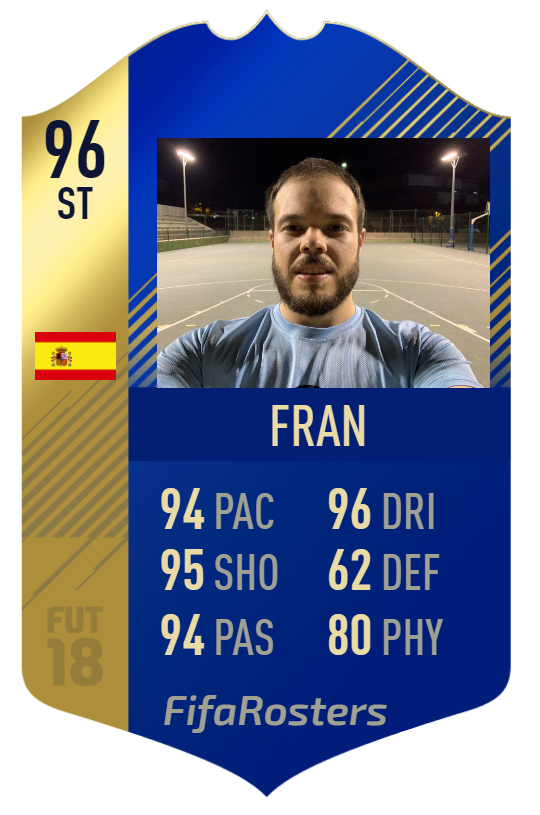 96
ST
FRAN
94 PAC 96 DRI
95 SHO 62 DEF
94 PAS 80 PHY
FUT
18
FifaRosters